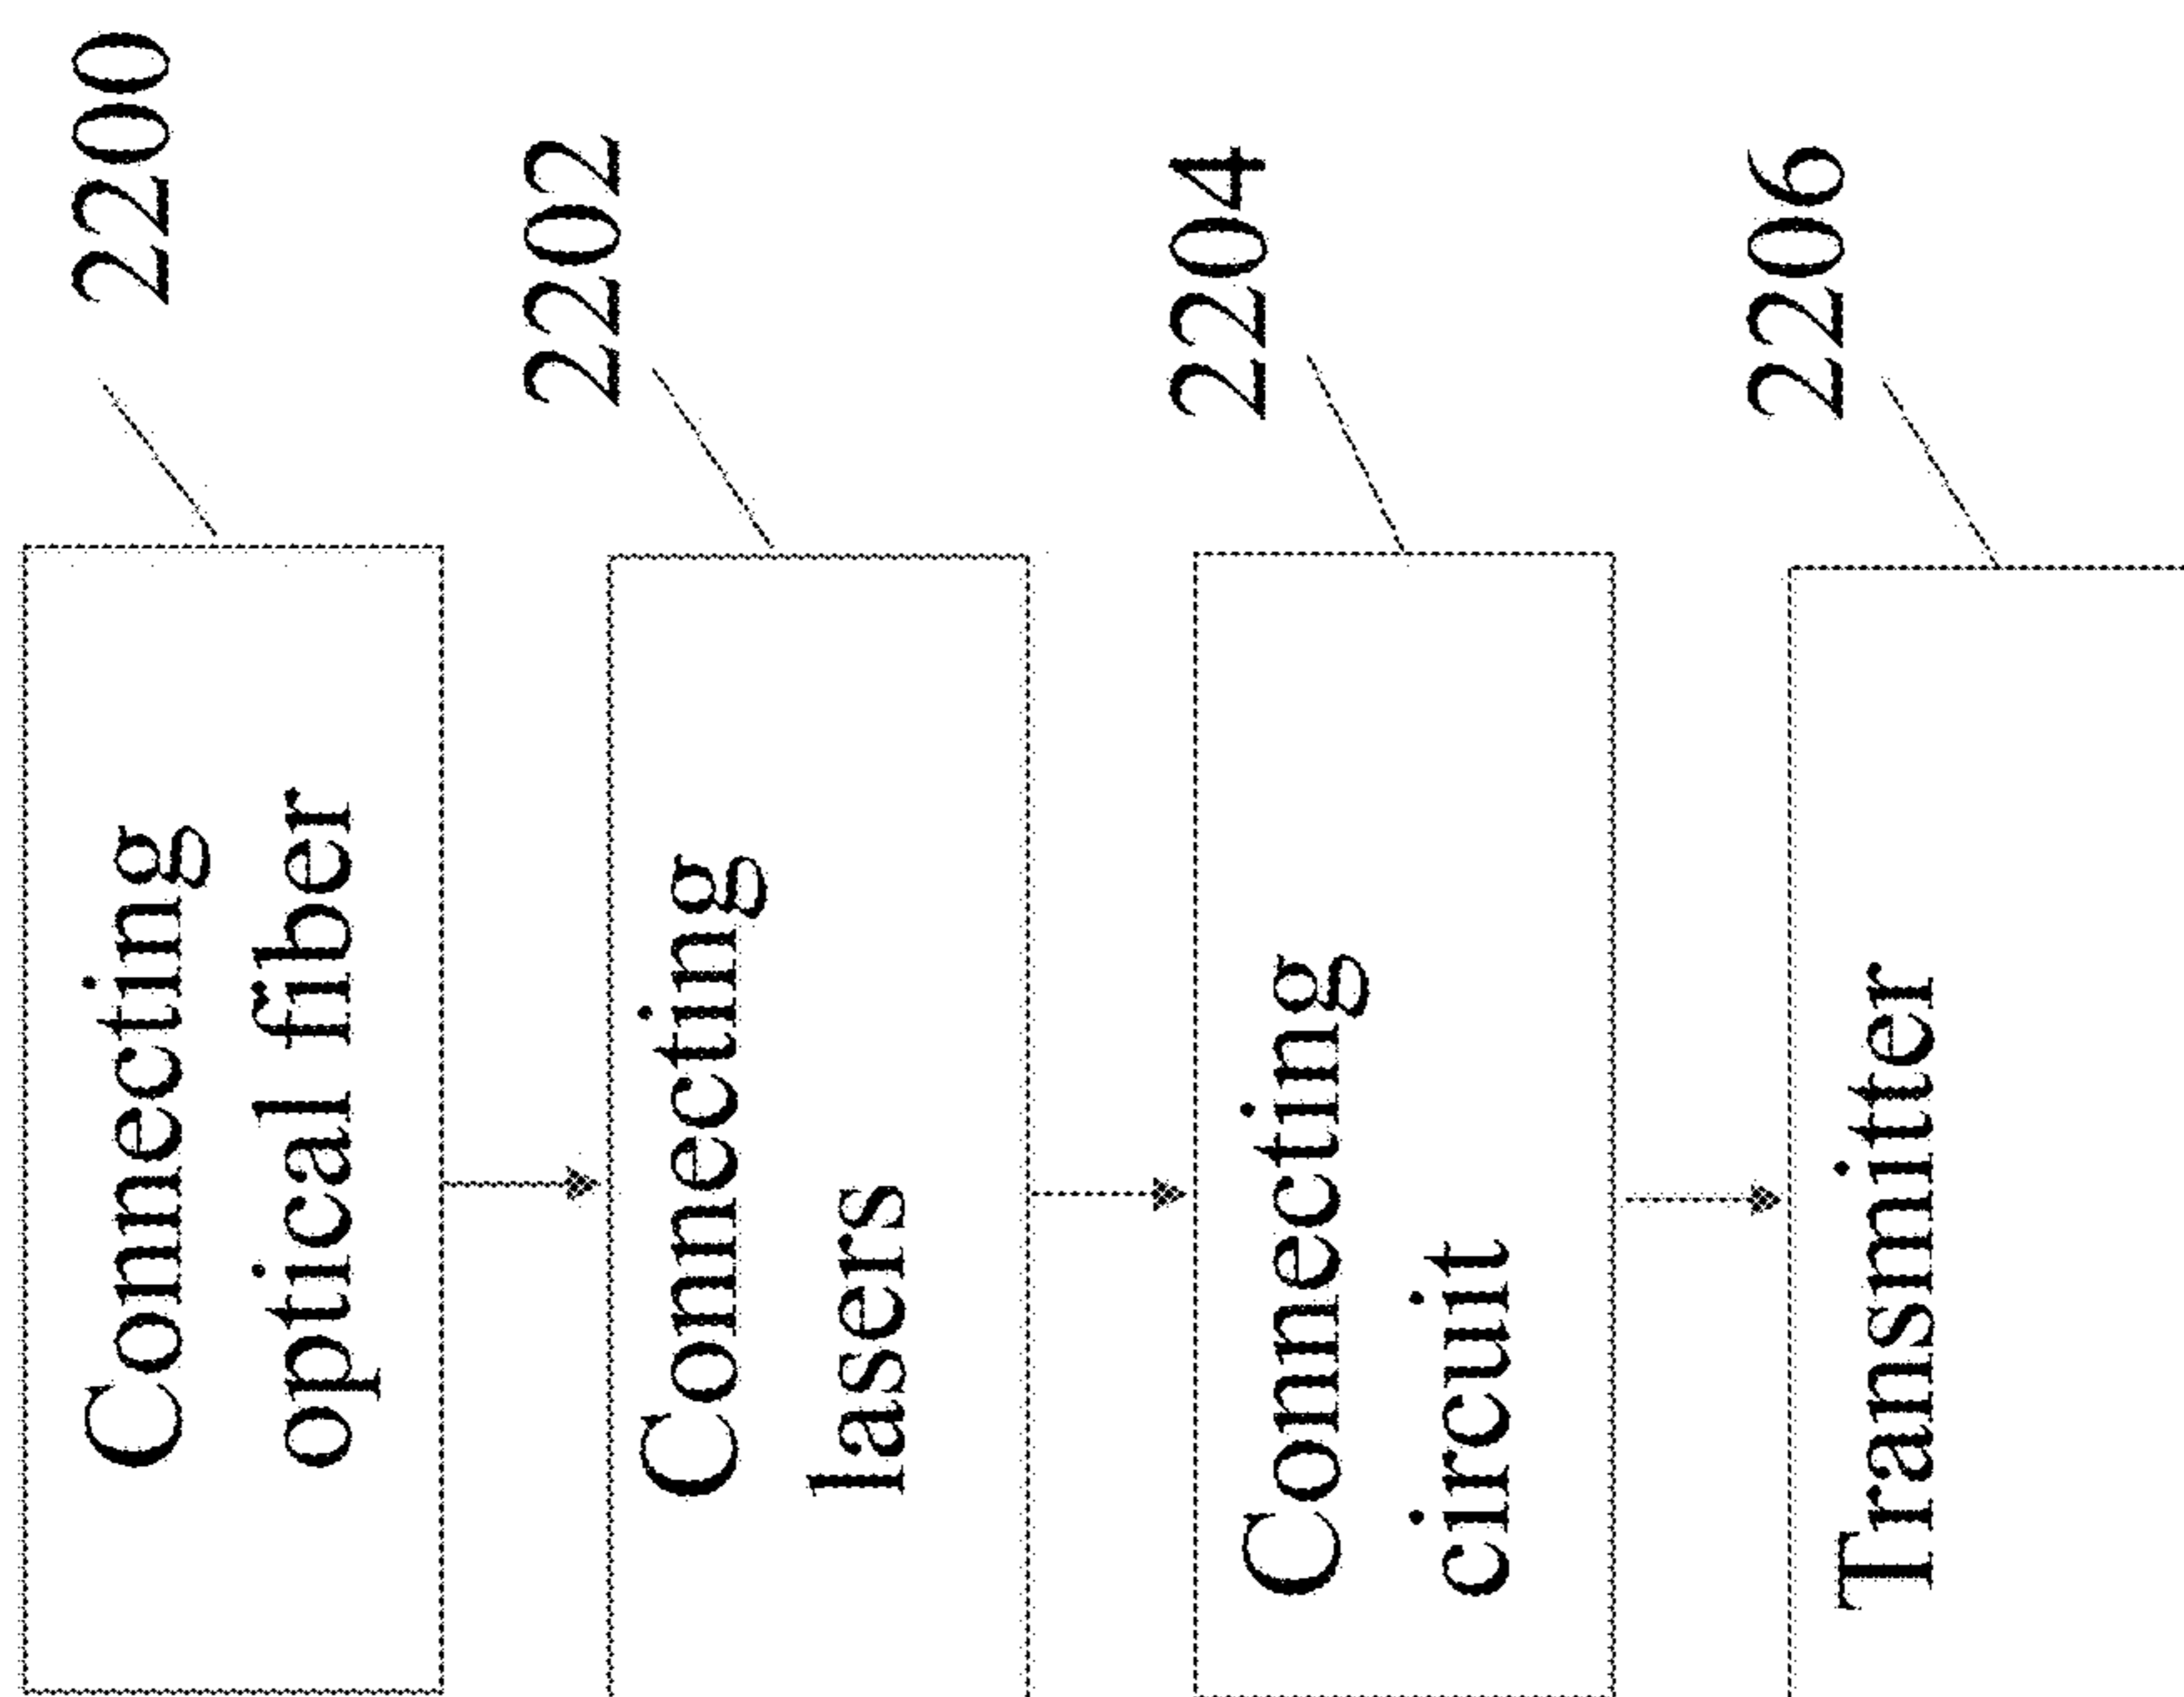 Connecting
optical fiber
2200
Connecting
lasers
2202
Connecting
circuit
2204
Transmitter
2206